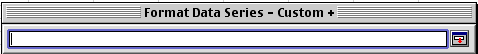 Format Data Series - Custom +